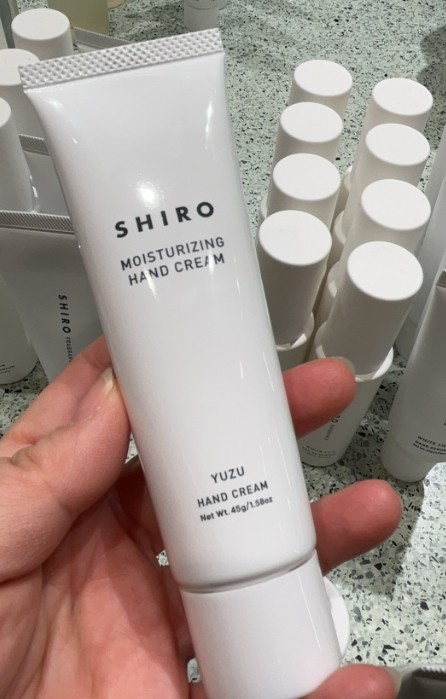 SHIRO
MOISTURIZING
HAND CREAM
YUZU
HAND CREAM
Net Wt. 45g/1.58oz
SHIRO